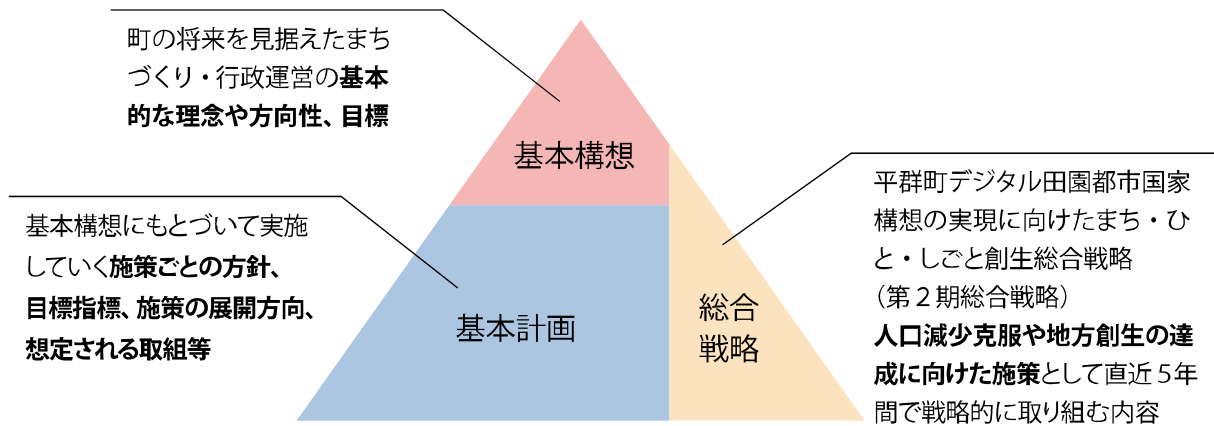 町の将来を見据えたまち
づくり・行政運営の基本
的な理念や方向性、目標
基本構想
基本構想にもとづいて実施
していく施策ごとの方針、
目標指標、施策の展開方向、
想定される取組等
基本計画
総合
戦略
平群町デジタル田園都市国家
構想の実現に向けたまち・ひ
と・しごと創生総合戦略
（第２期総合戦略）
人口減少克服や地方創生の達
成に向けた施策として直近５年
間で戦略的に取り組む内容